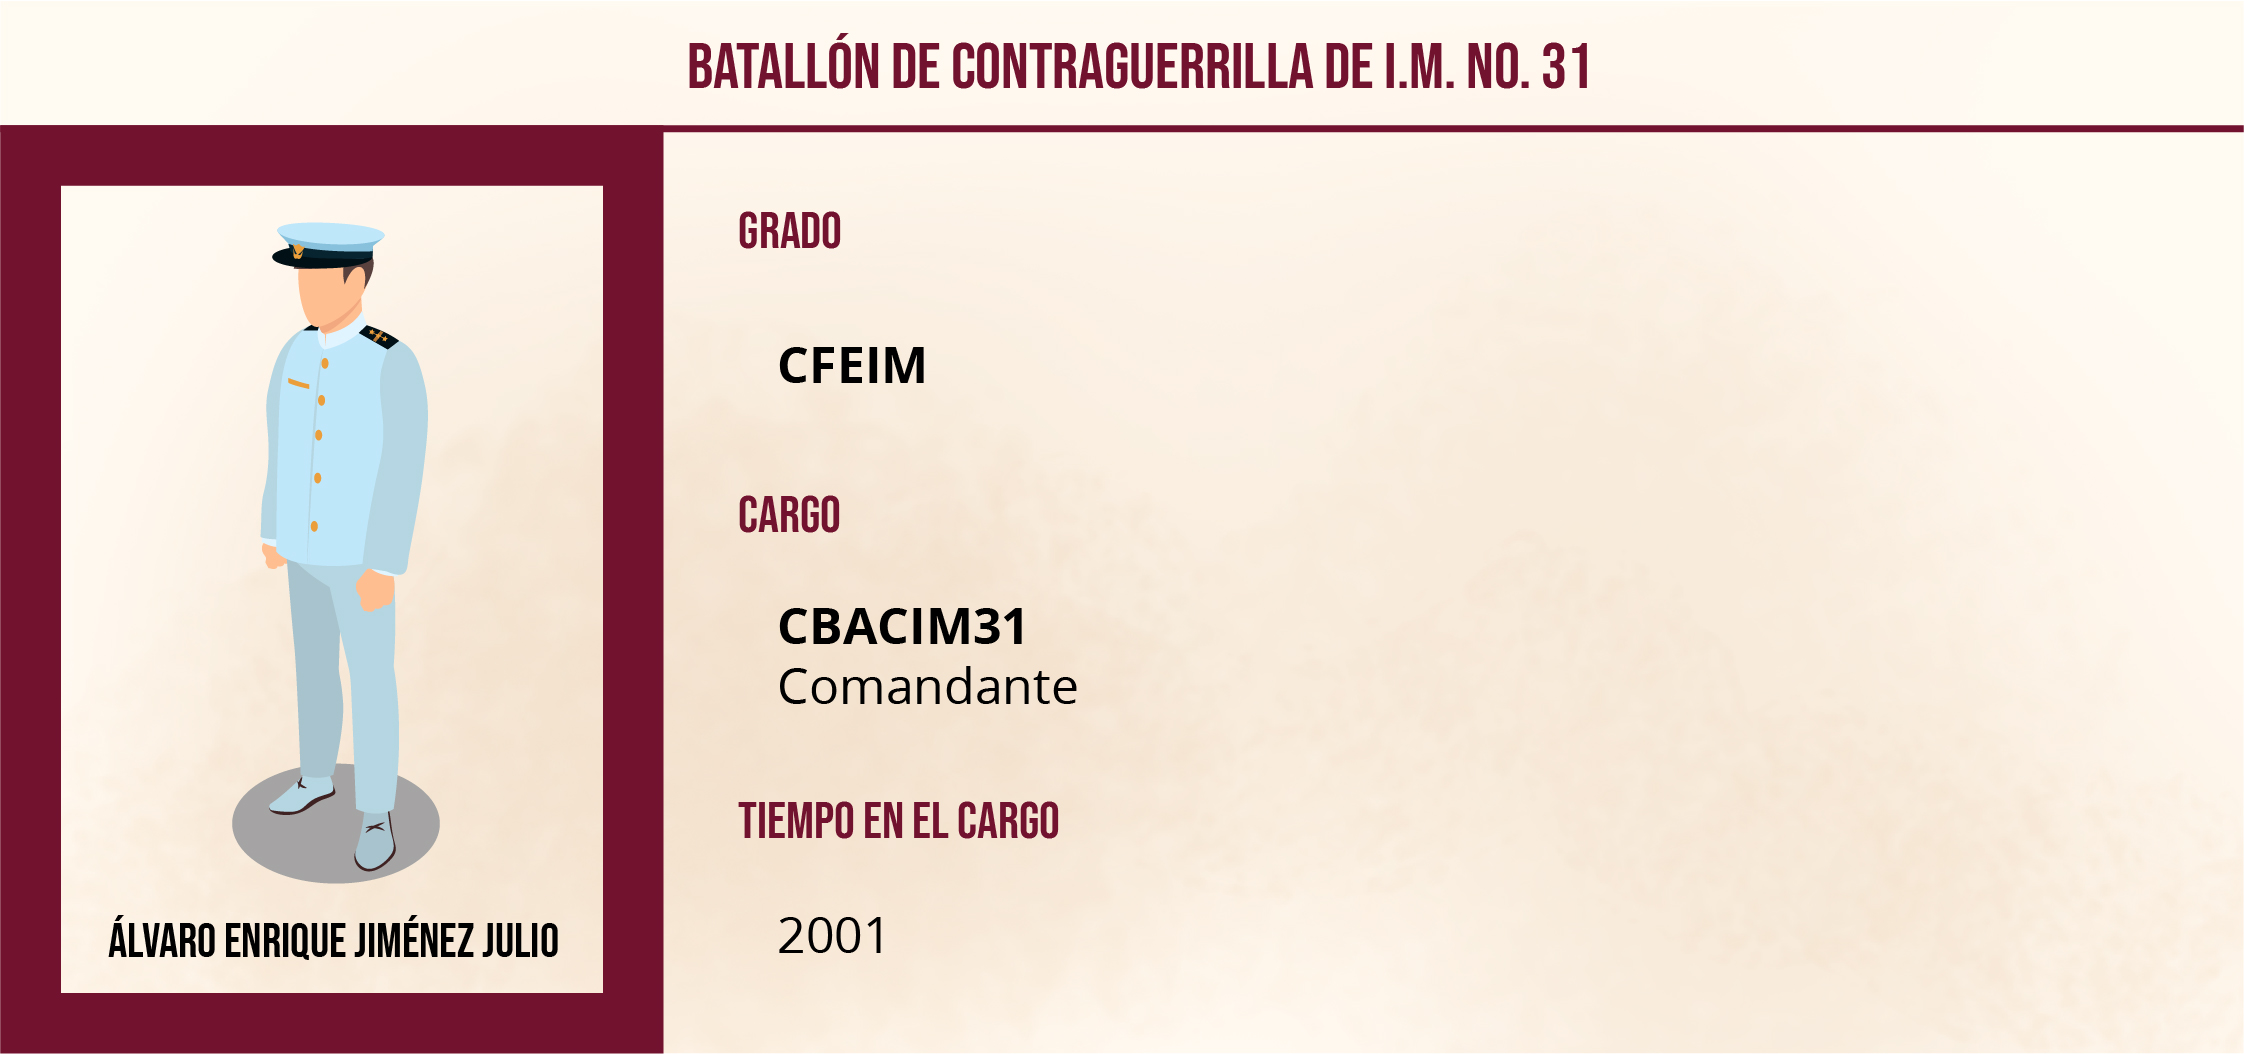 BATALLÓN DE CONTRAGUERRILLA DE I.M. NO. 31
GRADO
CFEIM
CARGO
CBACIM31
Comandante
TIEMPO EN EL CARGO
2001
ÁLVARO ENRIQUE JIMÉNEZ JULIO